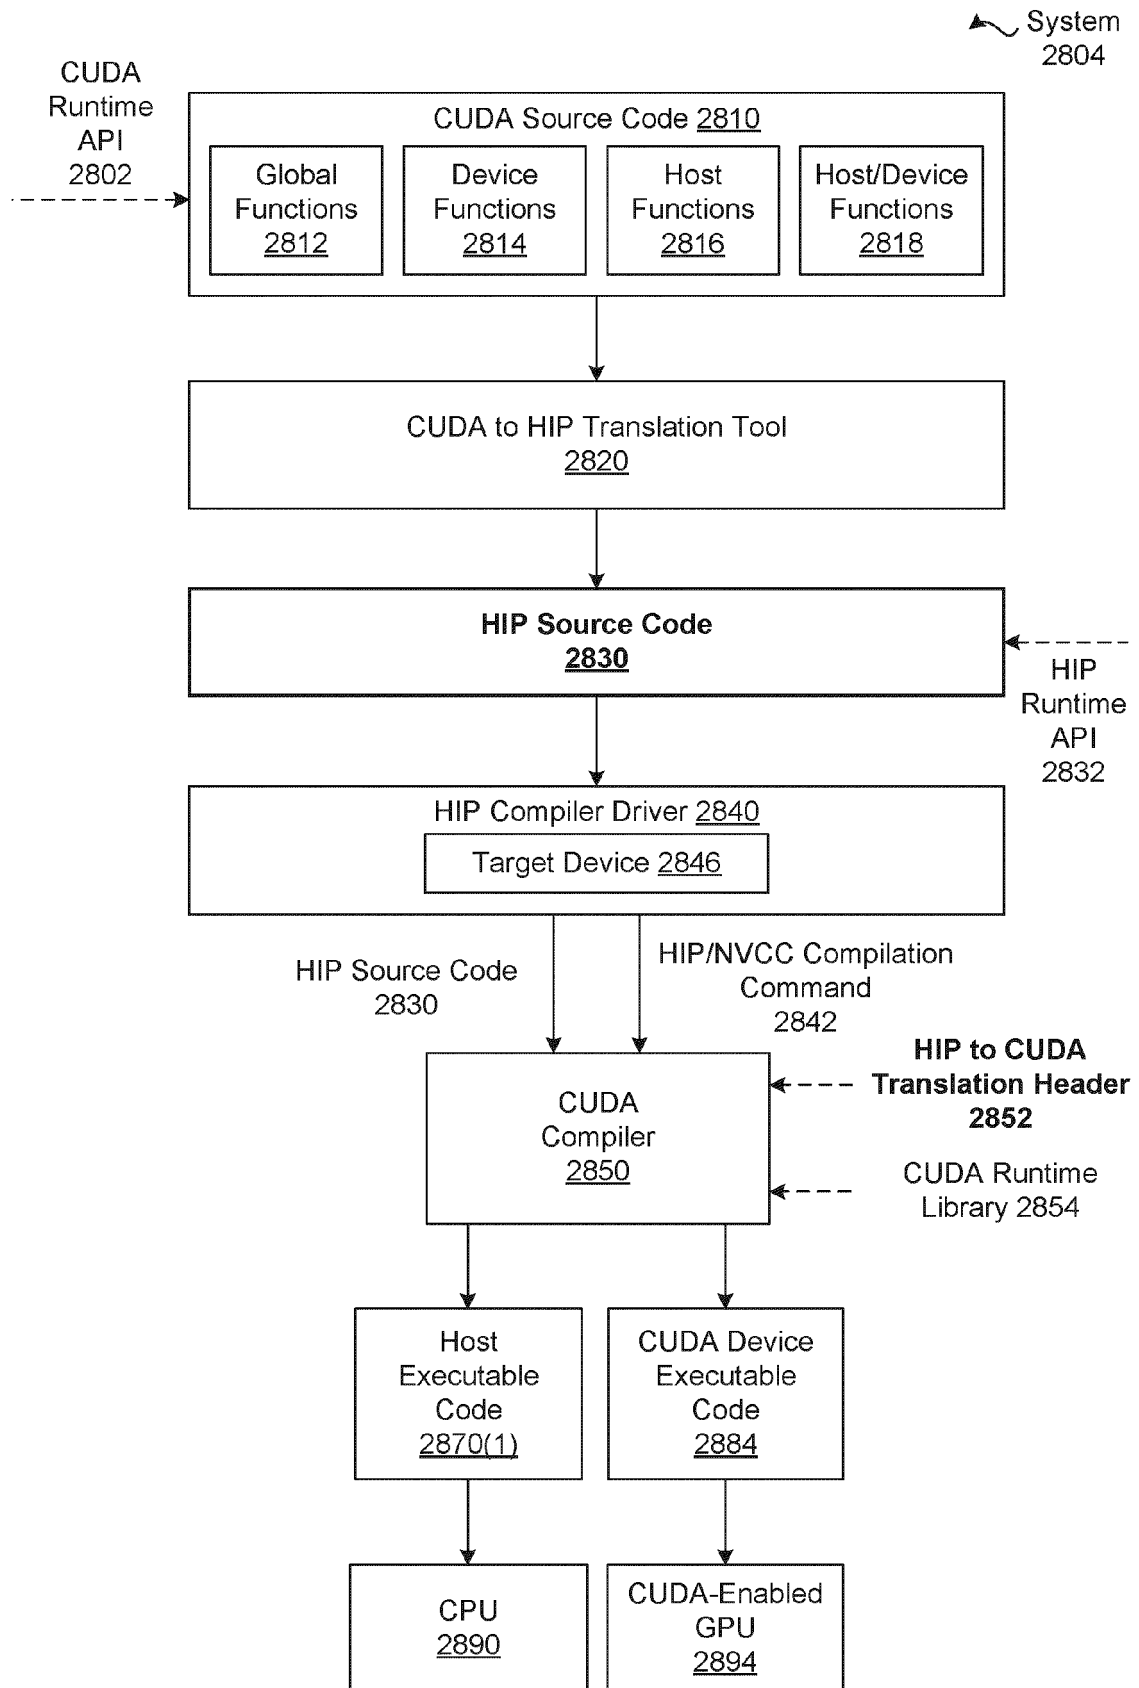 System
2804
CUDA
Runtime
API
2802
CUDA Source Code 2810
Global
Functions
2812
Device
Functions
2814
Host
Functions
2816
Host/Device
Functions
2818
CUDA to HIP Translation Tool
2820
HIP Source Code
2830
HIP
Runtime
API
2832
HIP Compiler Driver 2840
Target Device 2846
HIP Source Code
2830
HIP/NVCC Compilation
Command
2842
HIP to CUDA
Translation Header
2852
CUDA
Compiler
2850
CUDA Runtime
Library 2854
Host
Executable
Code
2870(1)
CUDA Device
Executable
Code
2884
CPU
2890
CUDA-Enabled
GPU
2894